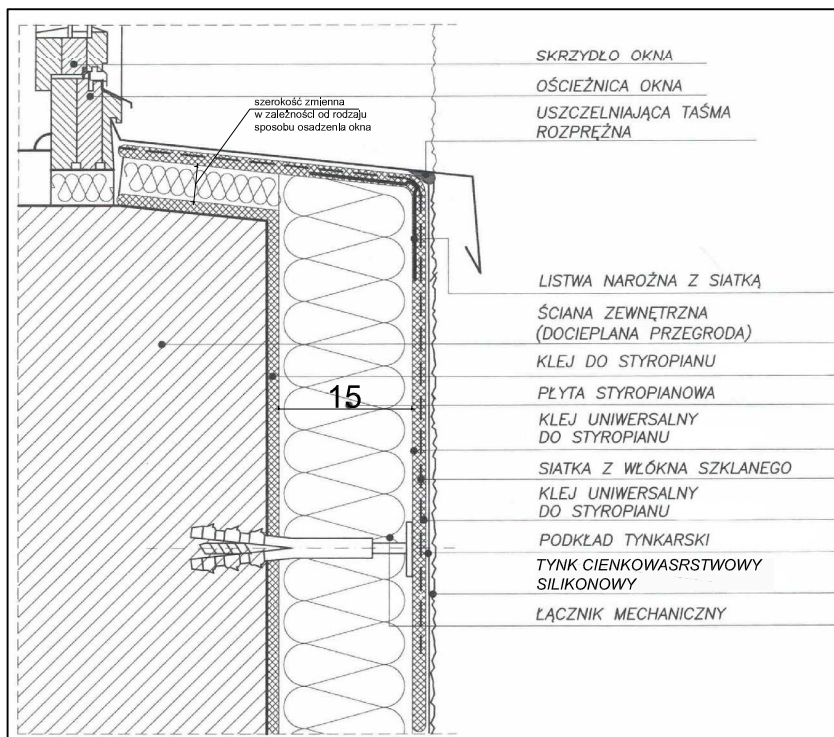 SKRZYDŁO OKNA
OŚCIEŻNICA OKNA
USZCZELNIAJĄCA TAŚMA
ROZPRĘŻNA
szerokość zmienna
w zależności od rodzaju
sposobu osadzenia okna
LISTWA NAROŻNA Z SIATKĄ
ŚCIANA ZEWNĘTRZNA
(DOCIEPLANA PRZEGRODA)
KLEJ DO STYROPIANU
15
PŁYTA STYROPIANOWA
KLEJ UNIWERSALNY
DO STYROPIANU
SIATKA Z WŁÓKNA SZKLANEGO
KLEJ UNIWERSALNY
DO STYROPIANU
PODKŁAD TYNKARSKI
TYNK CIENKOWASRSTWOWY
SILIKONOWY
ŁĄCZNIK MECHANICZNY